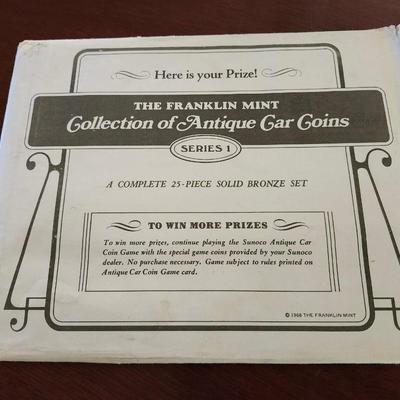 Here is your Prize!
THE FRANKLIN MINT
Collection of Antique Car Coins
SERIES 1
A COMPLETE 25-PIECE SOLID BRONZE SET
TO WIN MORE PRIZES
To win more prizes, continue playing the Sunoco Antique Car
Coin Game with the special game coins provided by your Sunoco
dealer. No purchase necessary. Game subject to rules printed on
Antique Car Coin Game card.
© 1968 THE FRANKLIN MINT